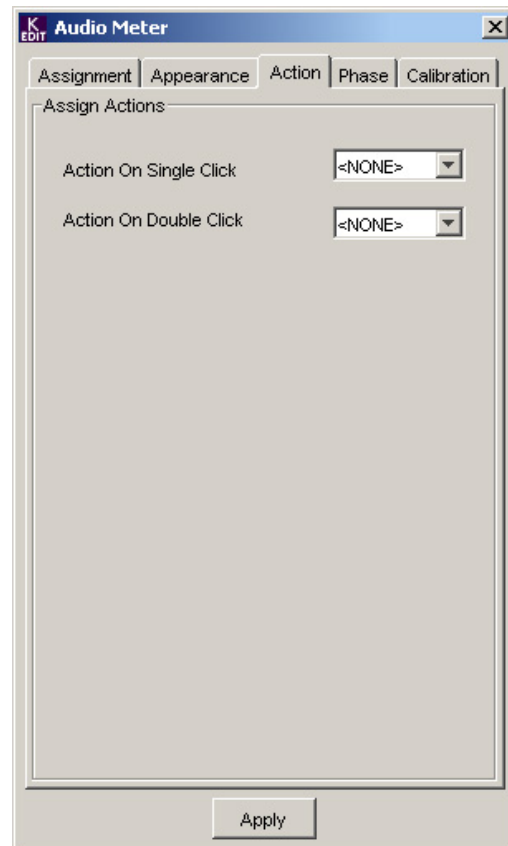 K EDIT Audio Meter
Assignment Appearance Action Phase Calibration
Assign Actions
Action On Single Click <NONE>
Action On Double Click <NONE>
Apply